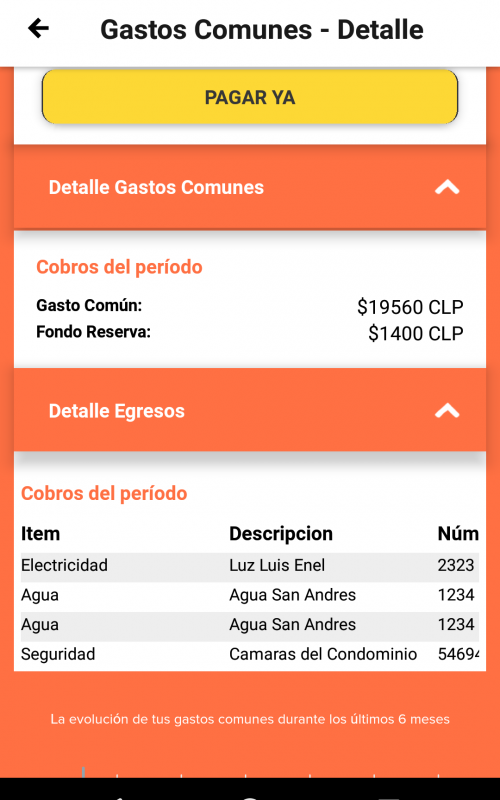 Gastos Comunes - Detalle
PAGAR YA
Detalle Gastos Comunes
Cobros del período
Gasto Común: $19560 CLP
Fondo Reserva: $1400 CLP
Detalle Egresos
Cobros del período
Item Descripcion Núm
Electricidad Luz Luis Enel 2323
Agua Agua San Andres 1234
Agua Agua San Andres 1234
Seguridad Camaras del Condominio 54694
La evolución de tus gastos comunes durante los últimos 6 meses